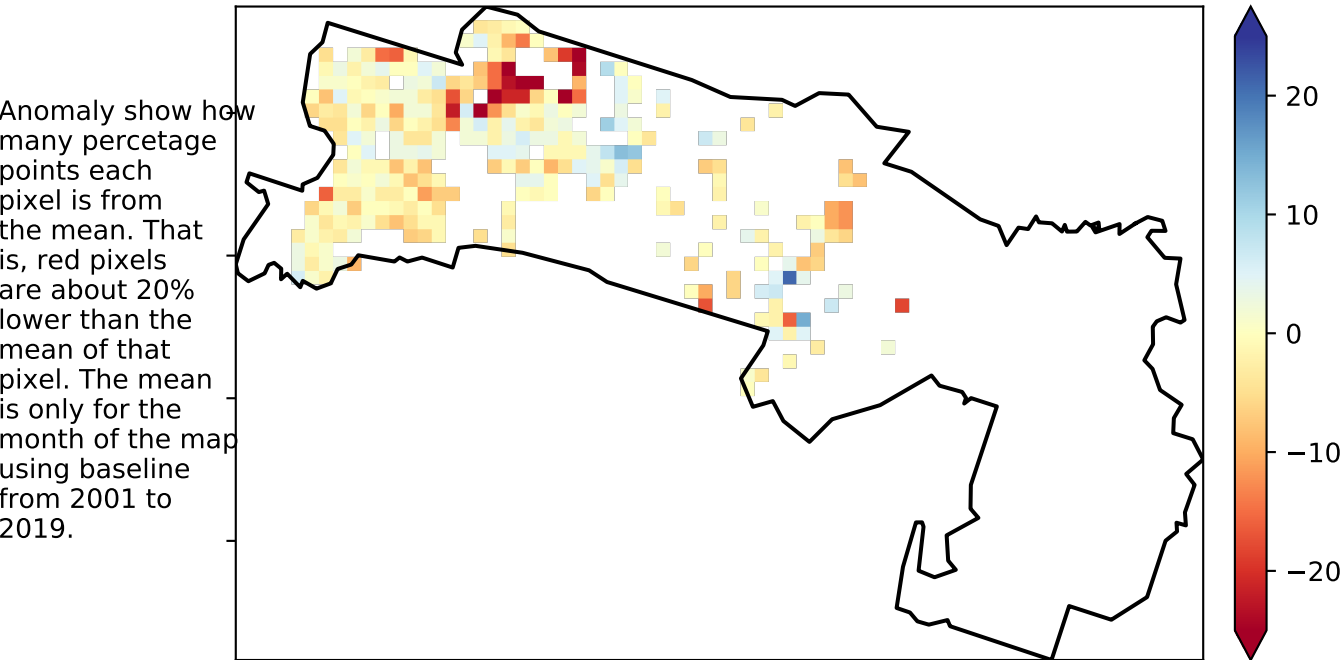 Anomaly show how
many percetage
points each
pixel is from
the mean. That
is, red pixels
are about 20%
lower than the
mean of that
pixel. The mean
is only for the
month of the map
using baseline
from 2001 to
2019.
20
10
0
−10
−20